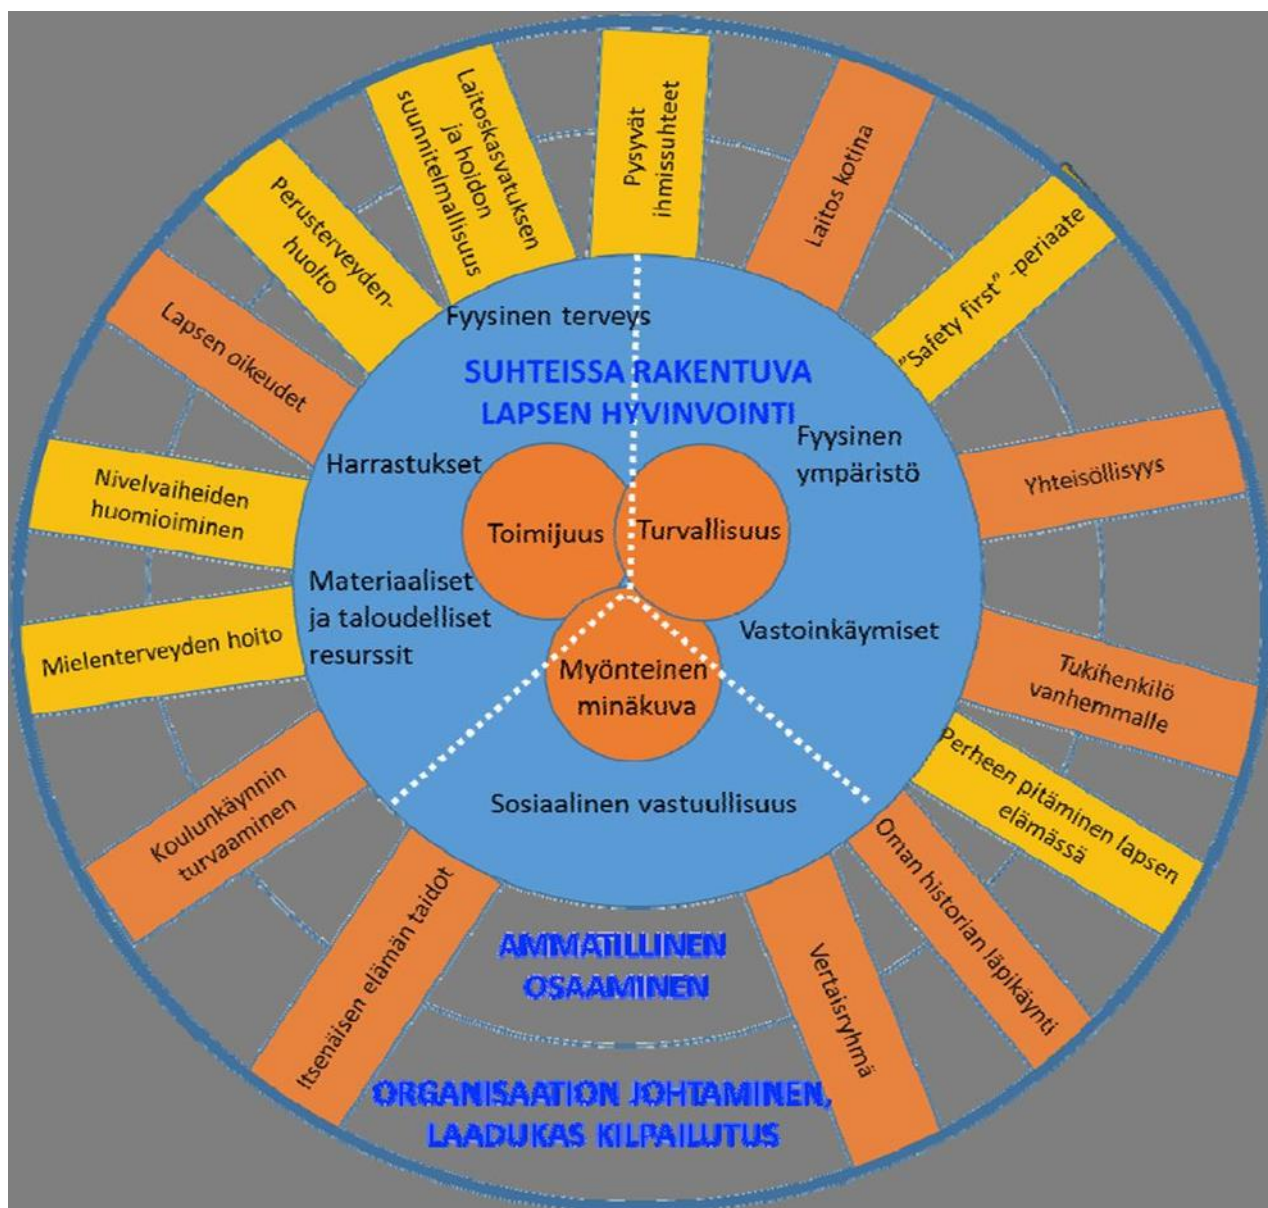 Pysyvät
ihmissuhteet
Laitos kotina
”Safety first” -periaate
Yhteisöllisyys
Tukihenkilö
vanhemmalle
Perheen pitäminen lapsen
elämässä
Oman historian läpikäynti
Vertaisryhmä
Itsenäisen elämän taidot
Koulunkäynnin
turvaaminen
Mielenterveyden hoito
Nivelvaiheiden
huomioiminen
Lapsen oikeudet
Perusterveyden-
huolto
Laitoskasvatuksen
ja hoidon
suunnitelmallisuus
Fyysinen terveys
SUHTEISSA RAKENTUVA
LAPSEN HYVINVOINTI
Fyysinen
ympäristö
Harrastukset
Toimijuus
Turvallisuus
Materiaaliset
ja taloudelliset
resurssit
Vastoinkäymiset
Myönteinen
minäkuva
Sosiaalinen vastuullisuus
AMMATILLINEN
OSAAMINEN
ORGANISAATION JOHTAMINEN,
LAADUKAS KILPAILUTUS